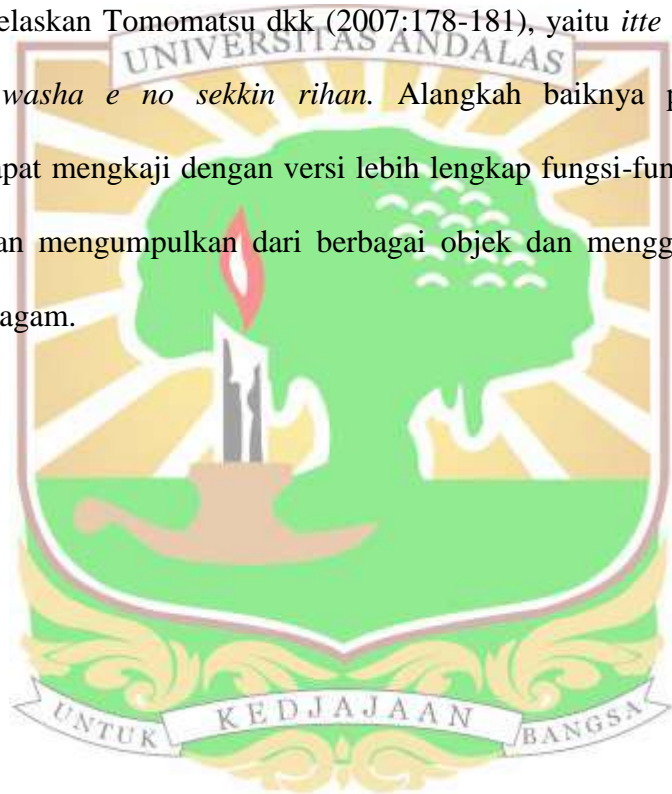 elaskan Tomomatsu dkk (2007:178-181), yaitu itte
UNIVERSITAS ANDALAS
washa e no sekkin rihan. Alangkah baiknya p
apat mengkaji dengan versi lebih lengkap fungsi-fun
an mengumpulkan dari berbagai objek dan mengg
agam.
UNTUK KEDJAJAAN BANGSA